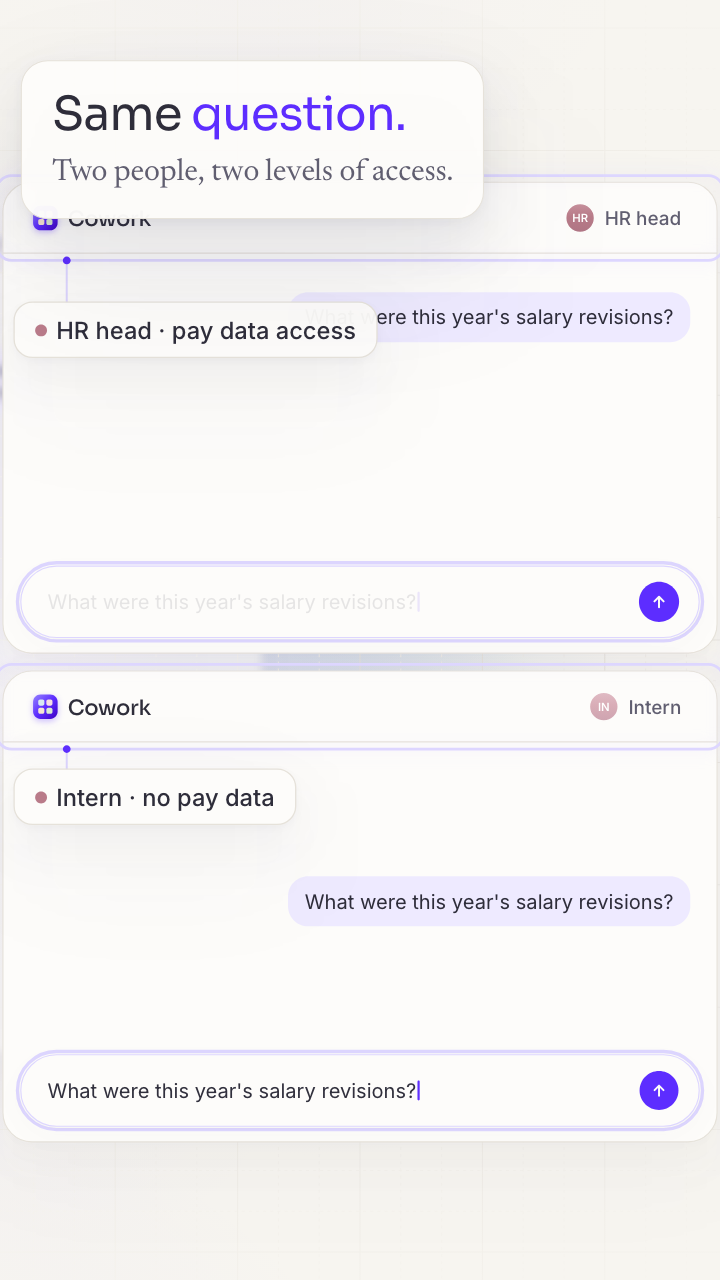 Same question.
Two people, two levels of access.
Cowork
HR
HR head
What were this year's salary revisions?
HR head · pay data access
What were this year's salary revisions?
Cowork
IN
Intern
Intern · no pay data
What were this year's salary revisions?
What were this year's salary revisions?